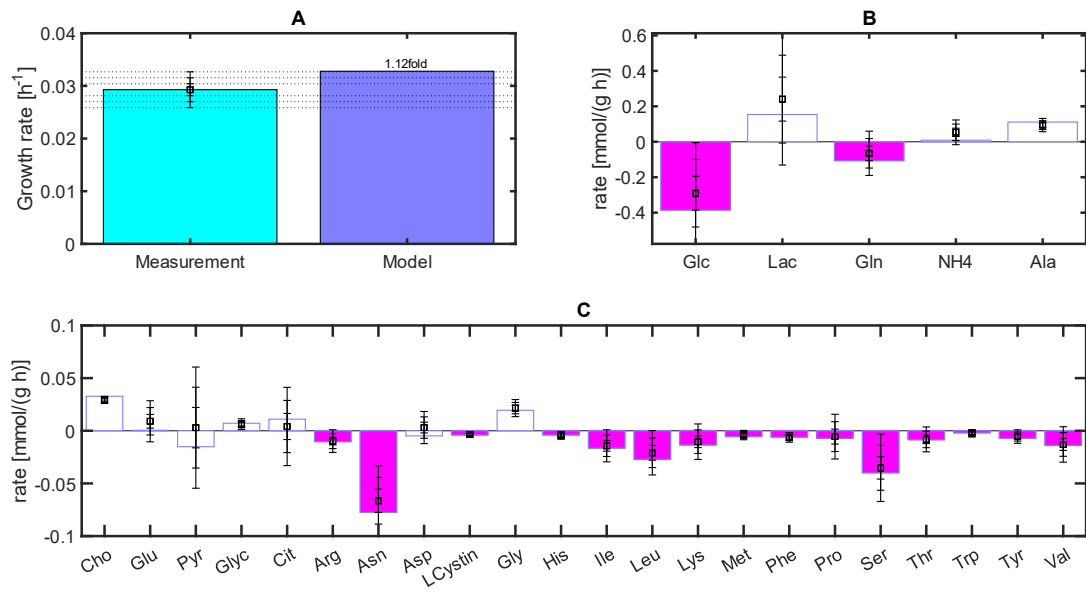 A
Growth rate [h⁻¹]
0.04
0.03
0.02
0.01
0
1.12fold
Measurement
Model
B
rate [mmol/(g h)]
0.6
0.4
0.2
0
-0.2
-0.4
Glc
Lac
Gln
NH4
Ala
C
rate [mmol/(g h)]
0.1
0.05
0
-0.05
-0.1
Cho
Glu
Pyr
Glyc
Cit
Arg
Asn
Asp
LCystin
Gly
His
Ile
Leu
Lys
Met
Phe
Pro
Ser
Thr
Trp
Tyr
Val